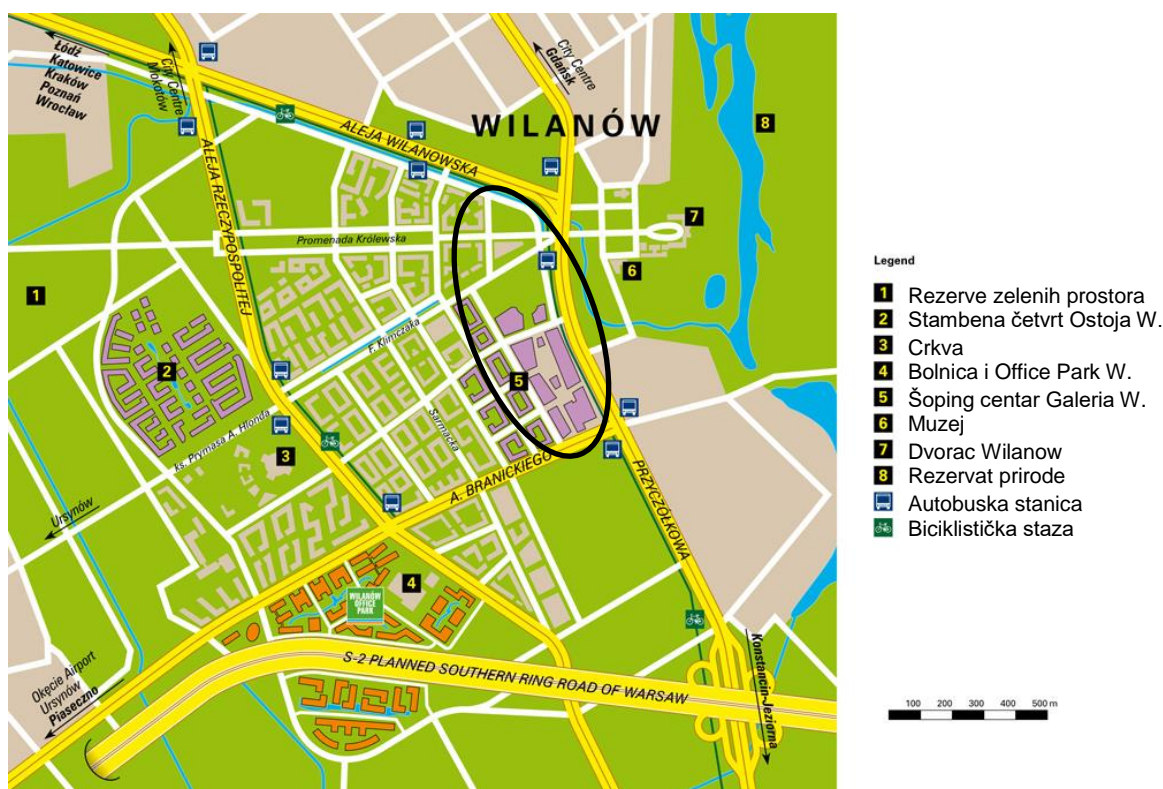 Łódź
Katowice
Kraków
Poznań
Wrocław
City Centre
Mokotów
City Centre
Gdańsk
WILANÓW
8
ALEJA WILANOWSKA
ALEJA RZECZYPOSPOLITEJ
Promenada Królewska
7
6
1
F. Klimczaka
2
5
Sarmacka
ks. Prymasa A. Hlonda
3
A. BRANICKIEGO
PRZYCZÓŁKOWA
Ursynów
4
WILANÓW
OFFICE
PARK
S-2 PLANNED SOUTHERN RING ROAD OF WARSAW
Okęcie Airport
Ursynów
Piaseczno
Konstancin-Jeziorna
Legend
1 Rezerve zelenih prostora
2 Stambena četvrt Ostoja W.
3 Crkva
4 Bolnica i Office Park W.
5 Šoping centar Galeria W.
6 Muzej
7 Dvorac Wilanow
8 Rezervat prirode
Autobuska stanica
Biciklistička staza
100 200 300 400 500 m